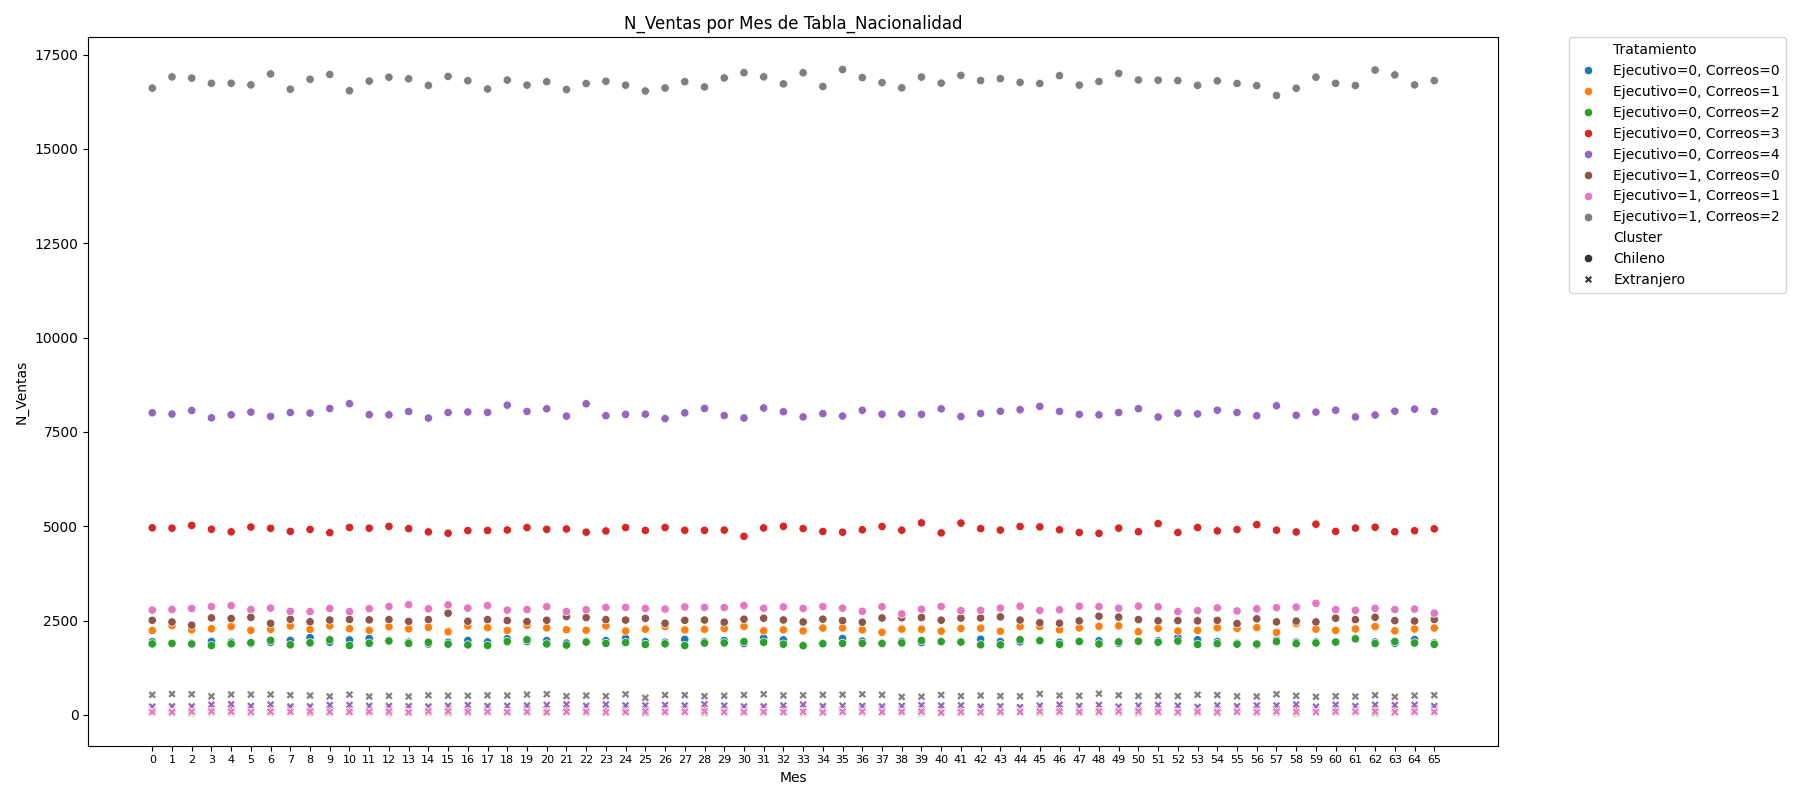 N_Ventas por Mes de Tabla_Nacionalidad
17500
15000
12500
10000
7500
5000
2500
0
N_Ventas
0 1 2 3 4 5 6 7 8 9 10 11 12 13 14 15 16 17 18 19 20 21 22 23 24 25 26 27 28 29 30 31 32 33 34 35 36 37 38 39 40 41 42 43 44 45 46 47 48 49 50 51 52 53 54 55 56 57 58 59 60 61 62 63 64 65
Mes
Tratamiento
Ejecutivo=0, Correos=0
Ejecutivo=0, Correos=1
Ejecutivo=0, Correos=2
Ejecutivo=0, Correos=3
Ejecutivo=0, Correos=4
Ejecutivo=1, Correos=0
Ejecutivo=1, Correos=1
Ejecutivo=1, Correos=2
Cluster
Chileno
Extranjero